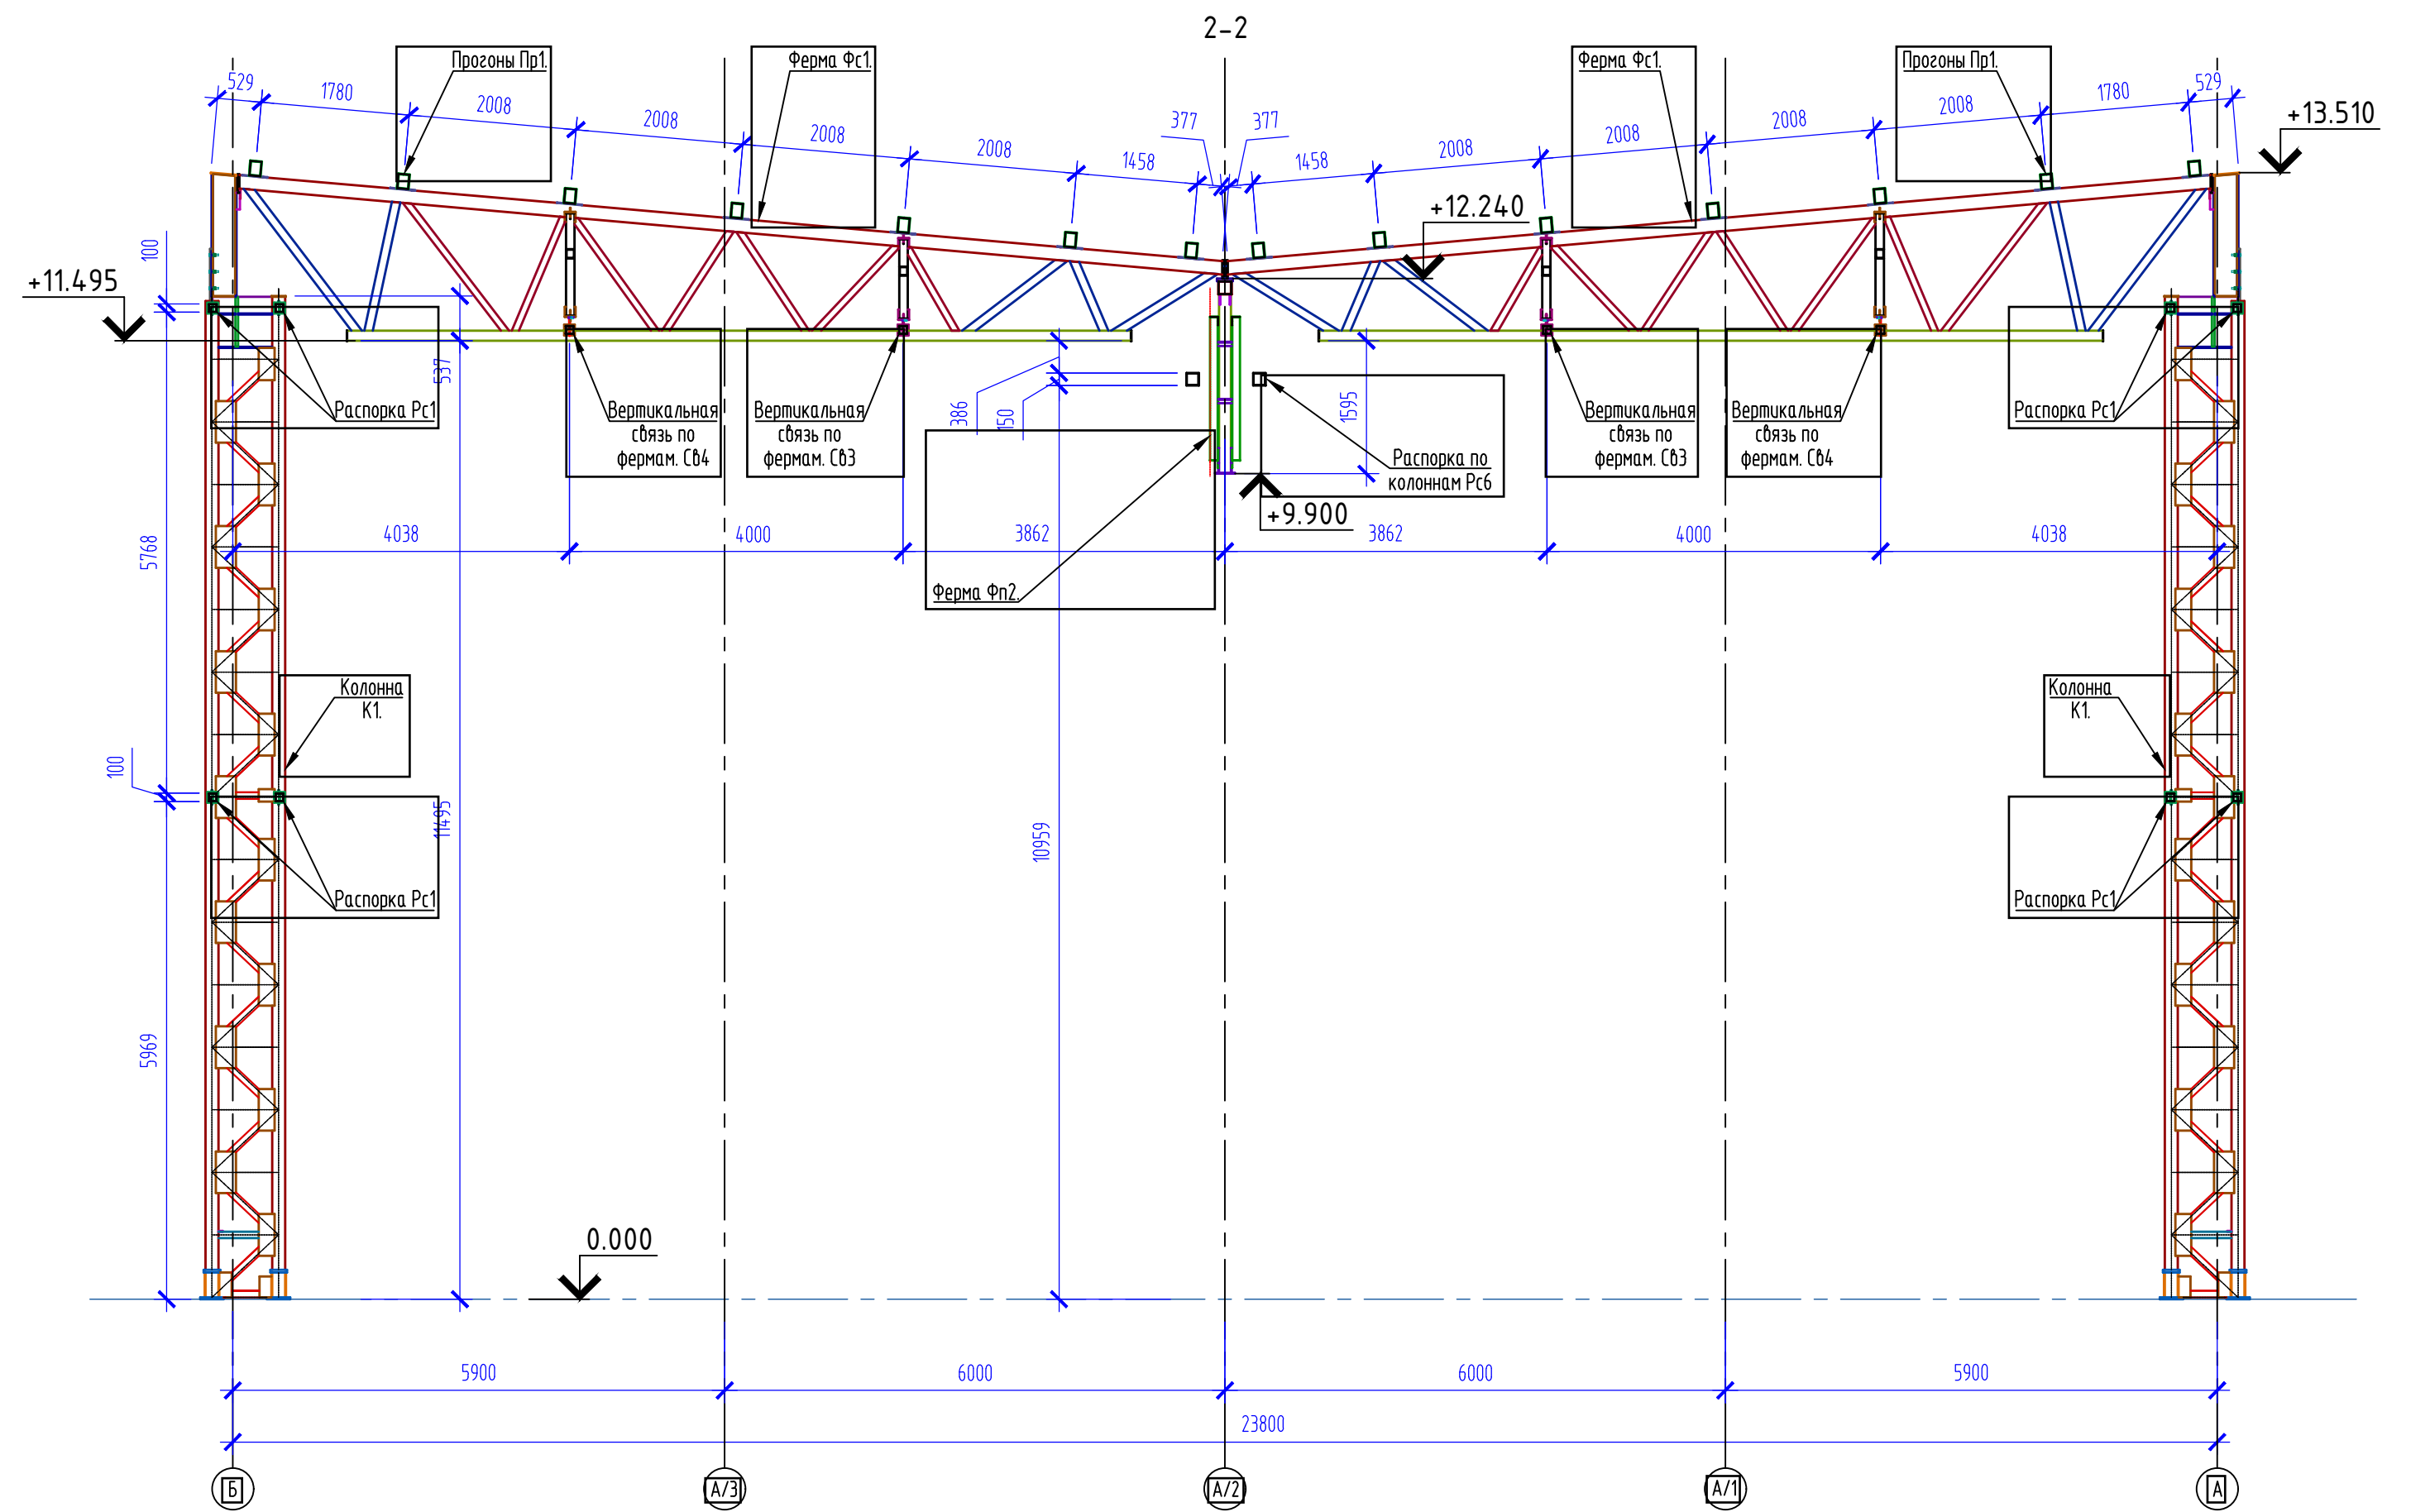 2-2
Прогоны Пр1.
Ферма Фс1.
Ферма Фс1.
Прогоны Пр1.
529
1780
2008
2008
2008
2008
1458
377
377
1458
2008
2008
2008
2008
1780
529
+13.510
+12.240
+11.495
100
537
386
150
1595
Распорка Рс1
Вертикальная
связь по
фермам. Св4
Вертикальная
связь по
фермам. Св3
Распорка по
колоннам Рс6
Вертикальная
связь по
фермам. Св3
Вертикальная
связь по
фермам. Св4
Распорка Рс1
+9.900
5768
4038
4000
3862
3862
4000
4038
Ферма Фп2.
Колонна
К1.
Колонна
К1.
100
11495
10959
Распорка Рс1
Распорка Рс1
5969
0.000
5900
6000
6000
5900
23800
Б
А/3
А/2
А/1
А